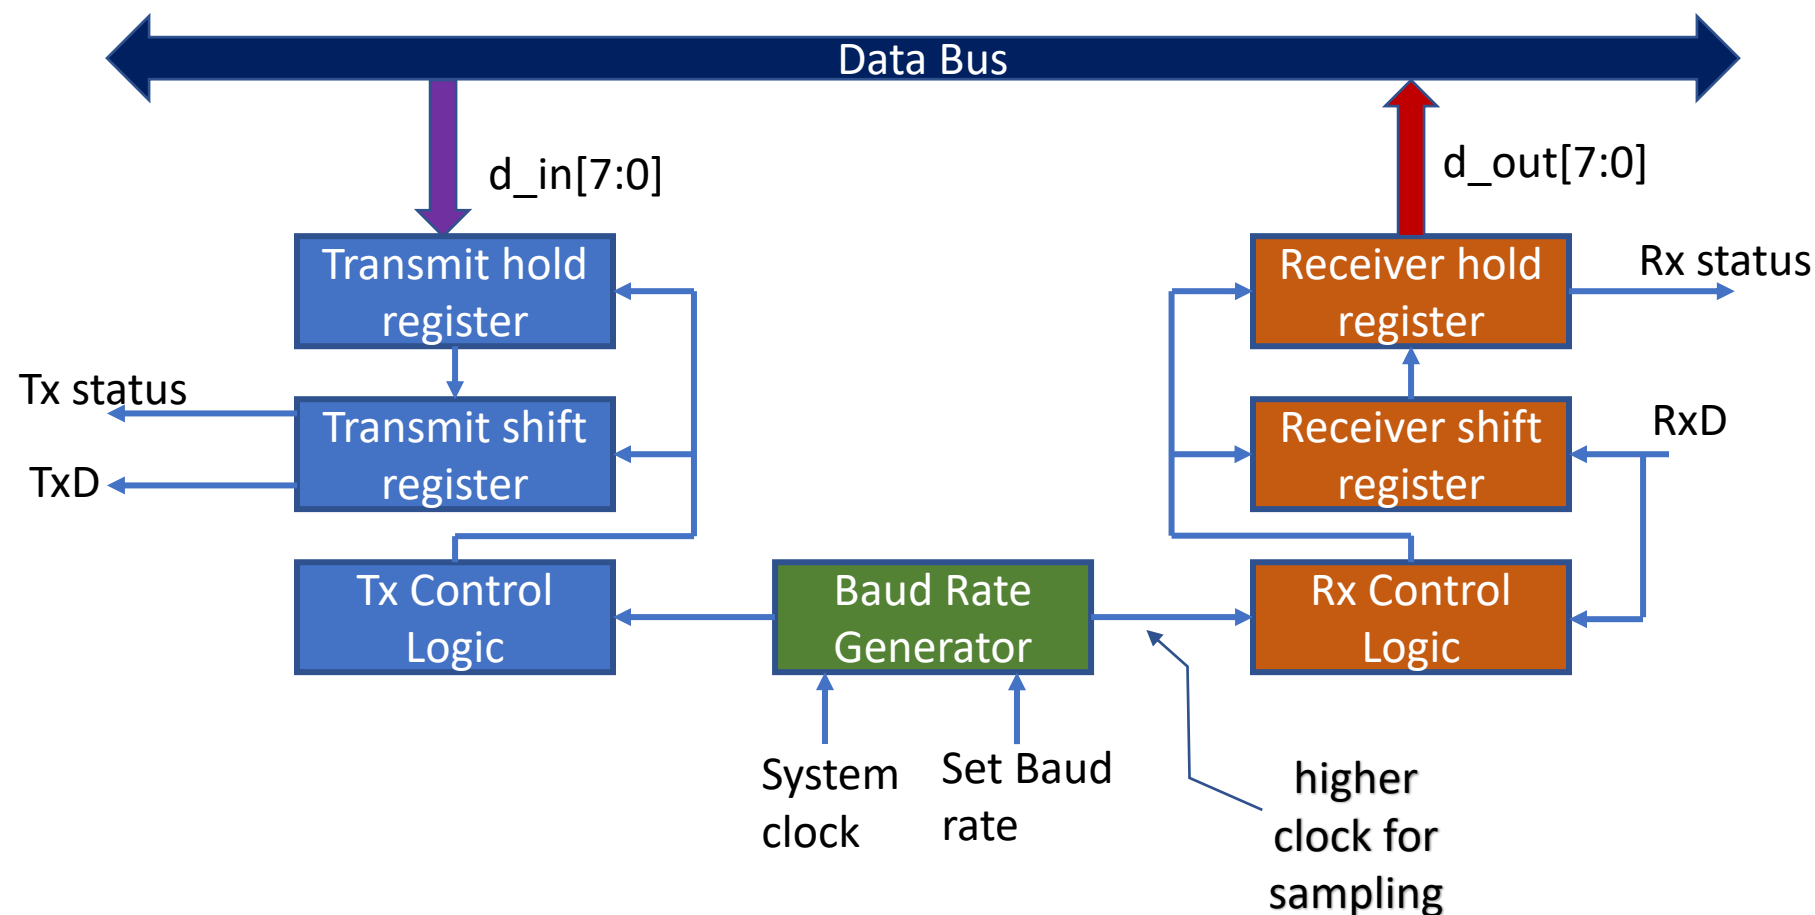 Data Bus
d_in[7:0]
d_out[7:0]
Transmit hold
register
Receiver hold
register
Rx status
Tx status
Transmit shift
register
Receiver shift
register
RxD
TxD
Tx Control
Logic
Baud Rate
Generator
Rx Control
Logic
System
clock
Set Baud
rate
higher
clock for
sampling